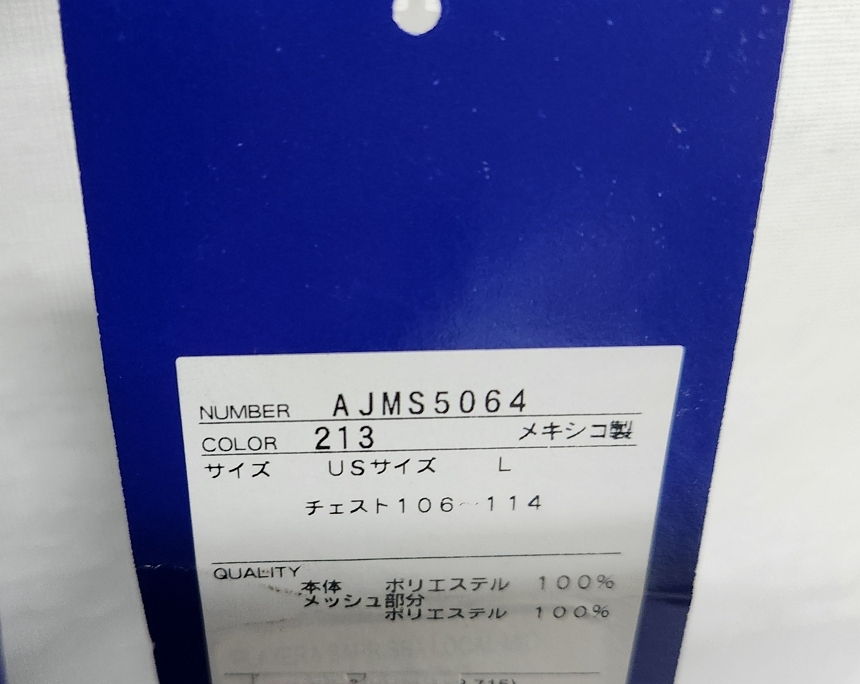 NUMBER AJMS5064
COLOR 213 メキシコ製
サイズ USサイズ L
チェスト106~114
QUALITY
本体 ポリエステル 100%
メッシュ部分
ポリエステル 100%